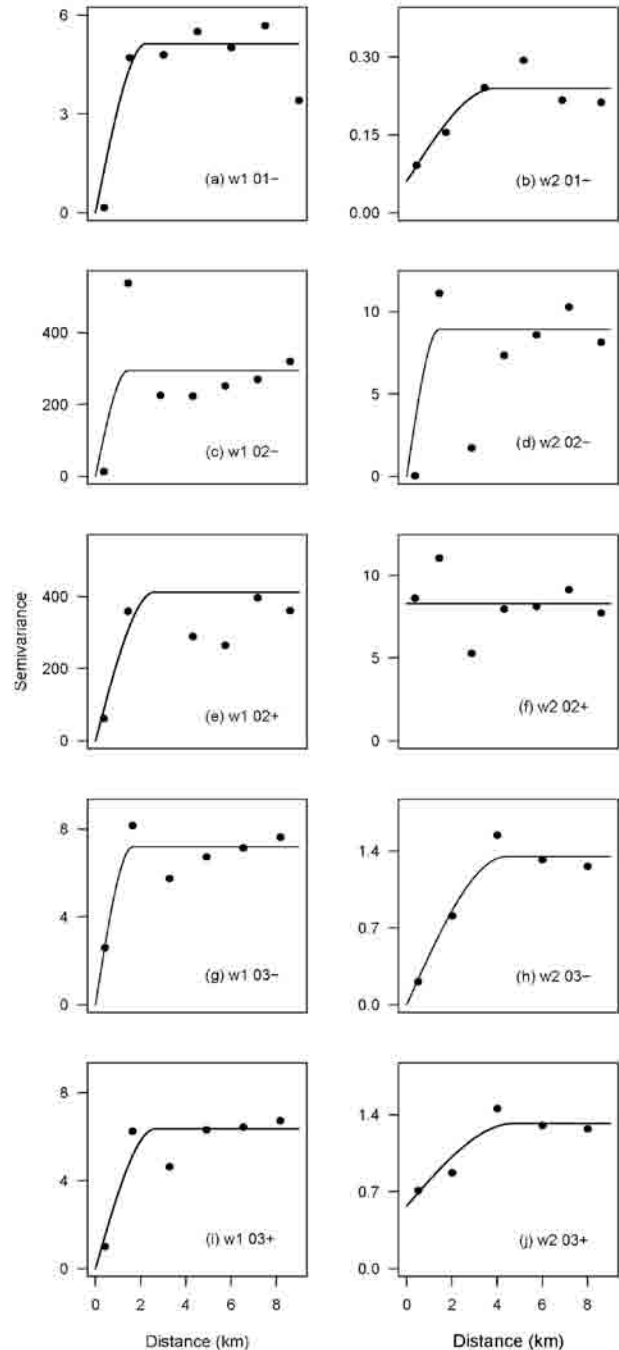 6
3
0
(a) w1 01−
0.30
0.15
0.00
(b) w2 01−
400
200
0
(c) w1 02−
10
5
0
(d) w2 02−
Semivariance
400
200
0
(e) w1 02+
10
5
0
(f) w2 02+
8
4
0
(g) w1 03−
1.4
0.7
0.0
(h) w2 03−
8
4
0
(i) w1 03+
0 2 4 6 8
Distance (km)
1.4
0.7
0.0
(j) w2 03+
0 2 4 6 8
Distance (km)